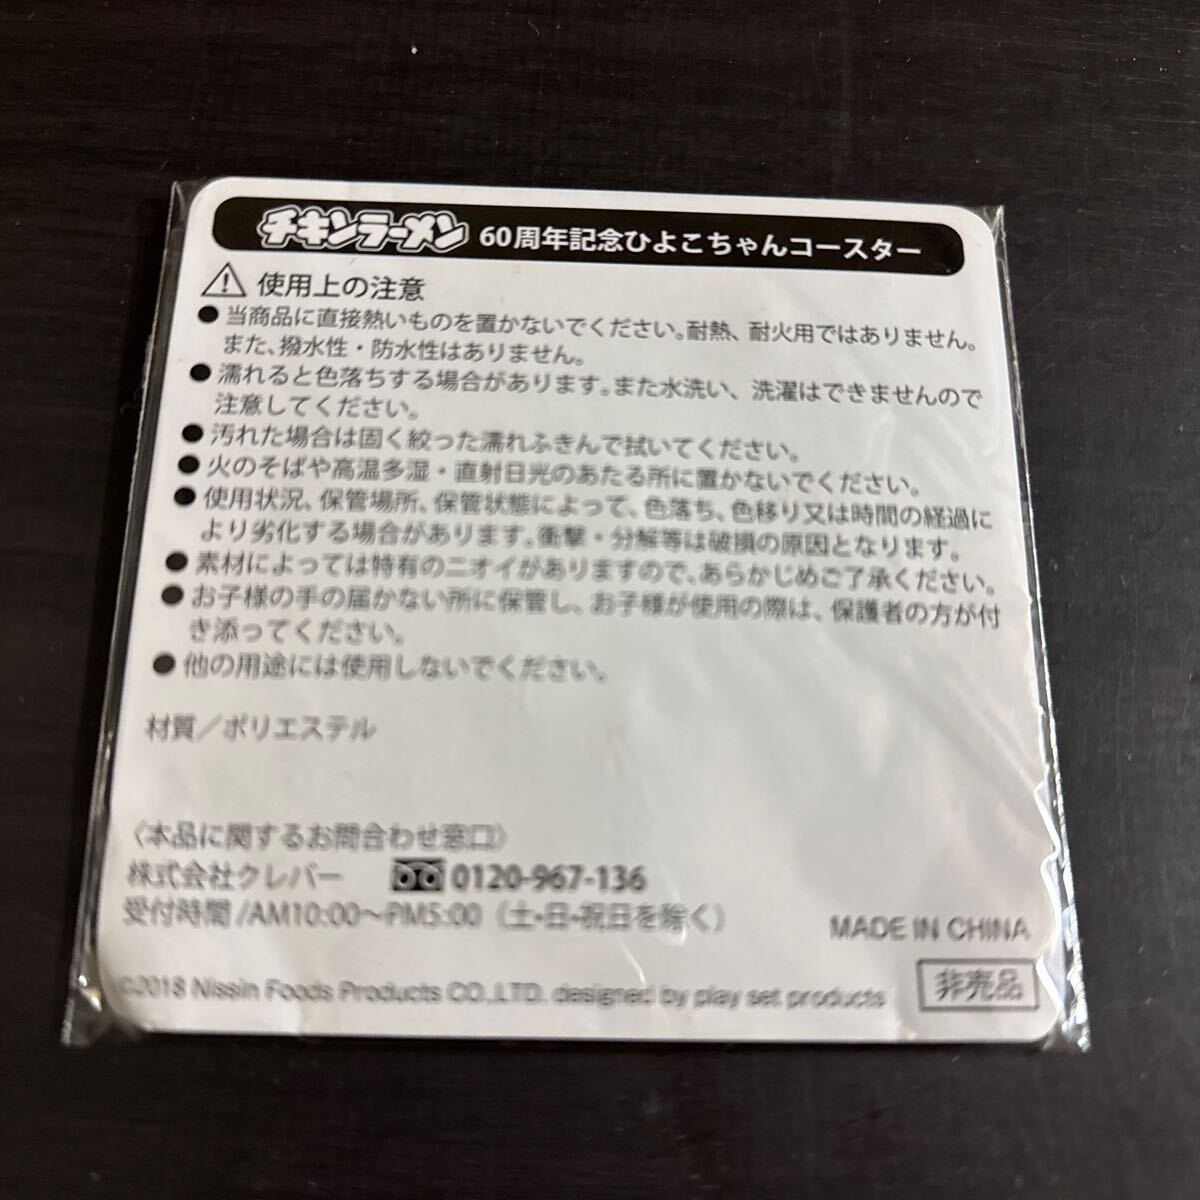 チキンラーメン 60周年記念ひよこちゃんコースター
使用上の注意
●当商品に直接熱いものを置かないでください。耐熱、耐火用ではありません。
また、撥水性・防水性はありません。
●濡れると色落ちする場合があります。また水洗い、洗濯はできませんので
注意してください。
●汚れた場合は固く絞った濡れふきんで拭いてください。
●火のそばや高温多湿・直射日光のあたる所に置かないでください。
●使用状況、保管場所、保管状態によって、色落ち、色移り又は時間の経過に
より劣化する場合があります。衝撃・分解等は破損の原因となります。
●素材によっては特有のニオイがありますので、あらかじめご了承ください。
●お子様の手の届かない所に保管し、お子様が使用の際は、保護者の方が付
き添ってください。
●他の用途には使用しないでください。
材質／ポリエステル
〈本品に関するお問合わせ窓口〉
株式会社クレバー 0120-967-136
受付時間/AM10:00〜PM5:00（土・日・祝日を除く）
MADE IN CHINA
©2018 Nissin Foods Products CO.,LTD. designed by play set products
非売品